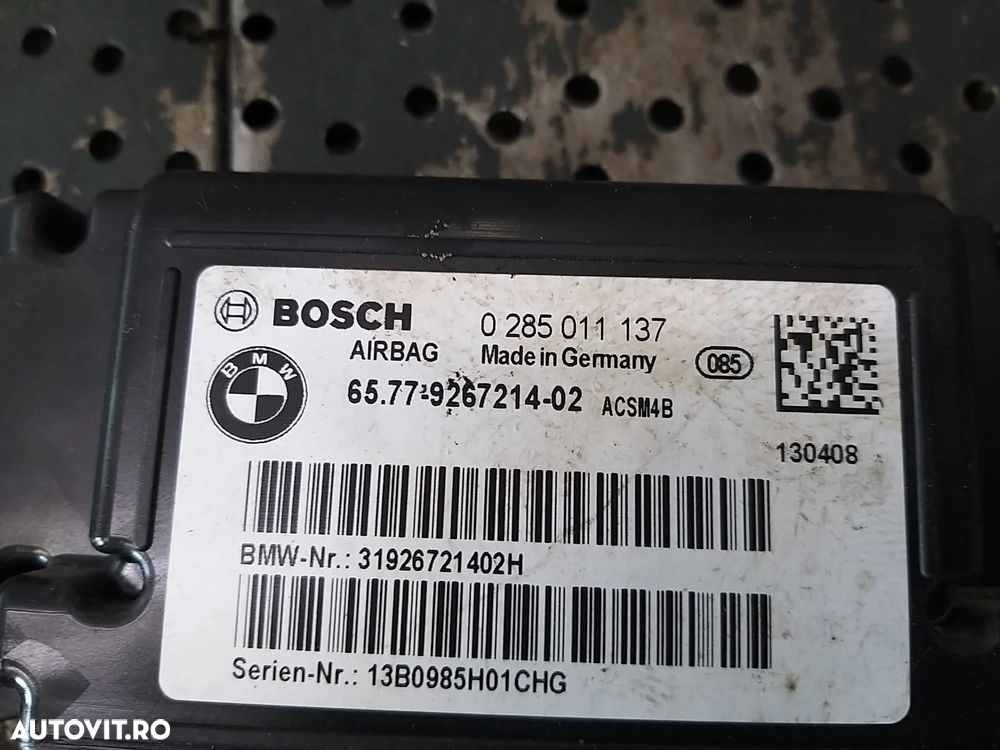 BOSCH 0 285 011 137
AIRBAG Made in Germany 085
BMW 65.77-9267214-02 ACSM4B
130408
BMW-Nr.: 31926721402H
Serien-Nr.: 13B0985H01CHG
AUTOVIT.RO